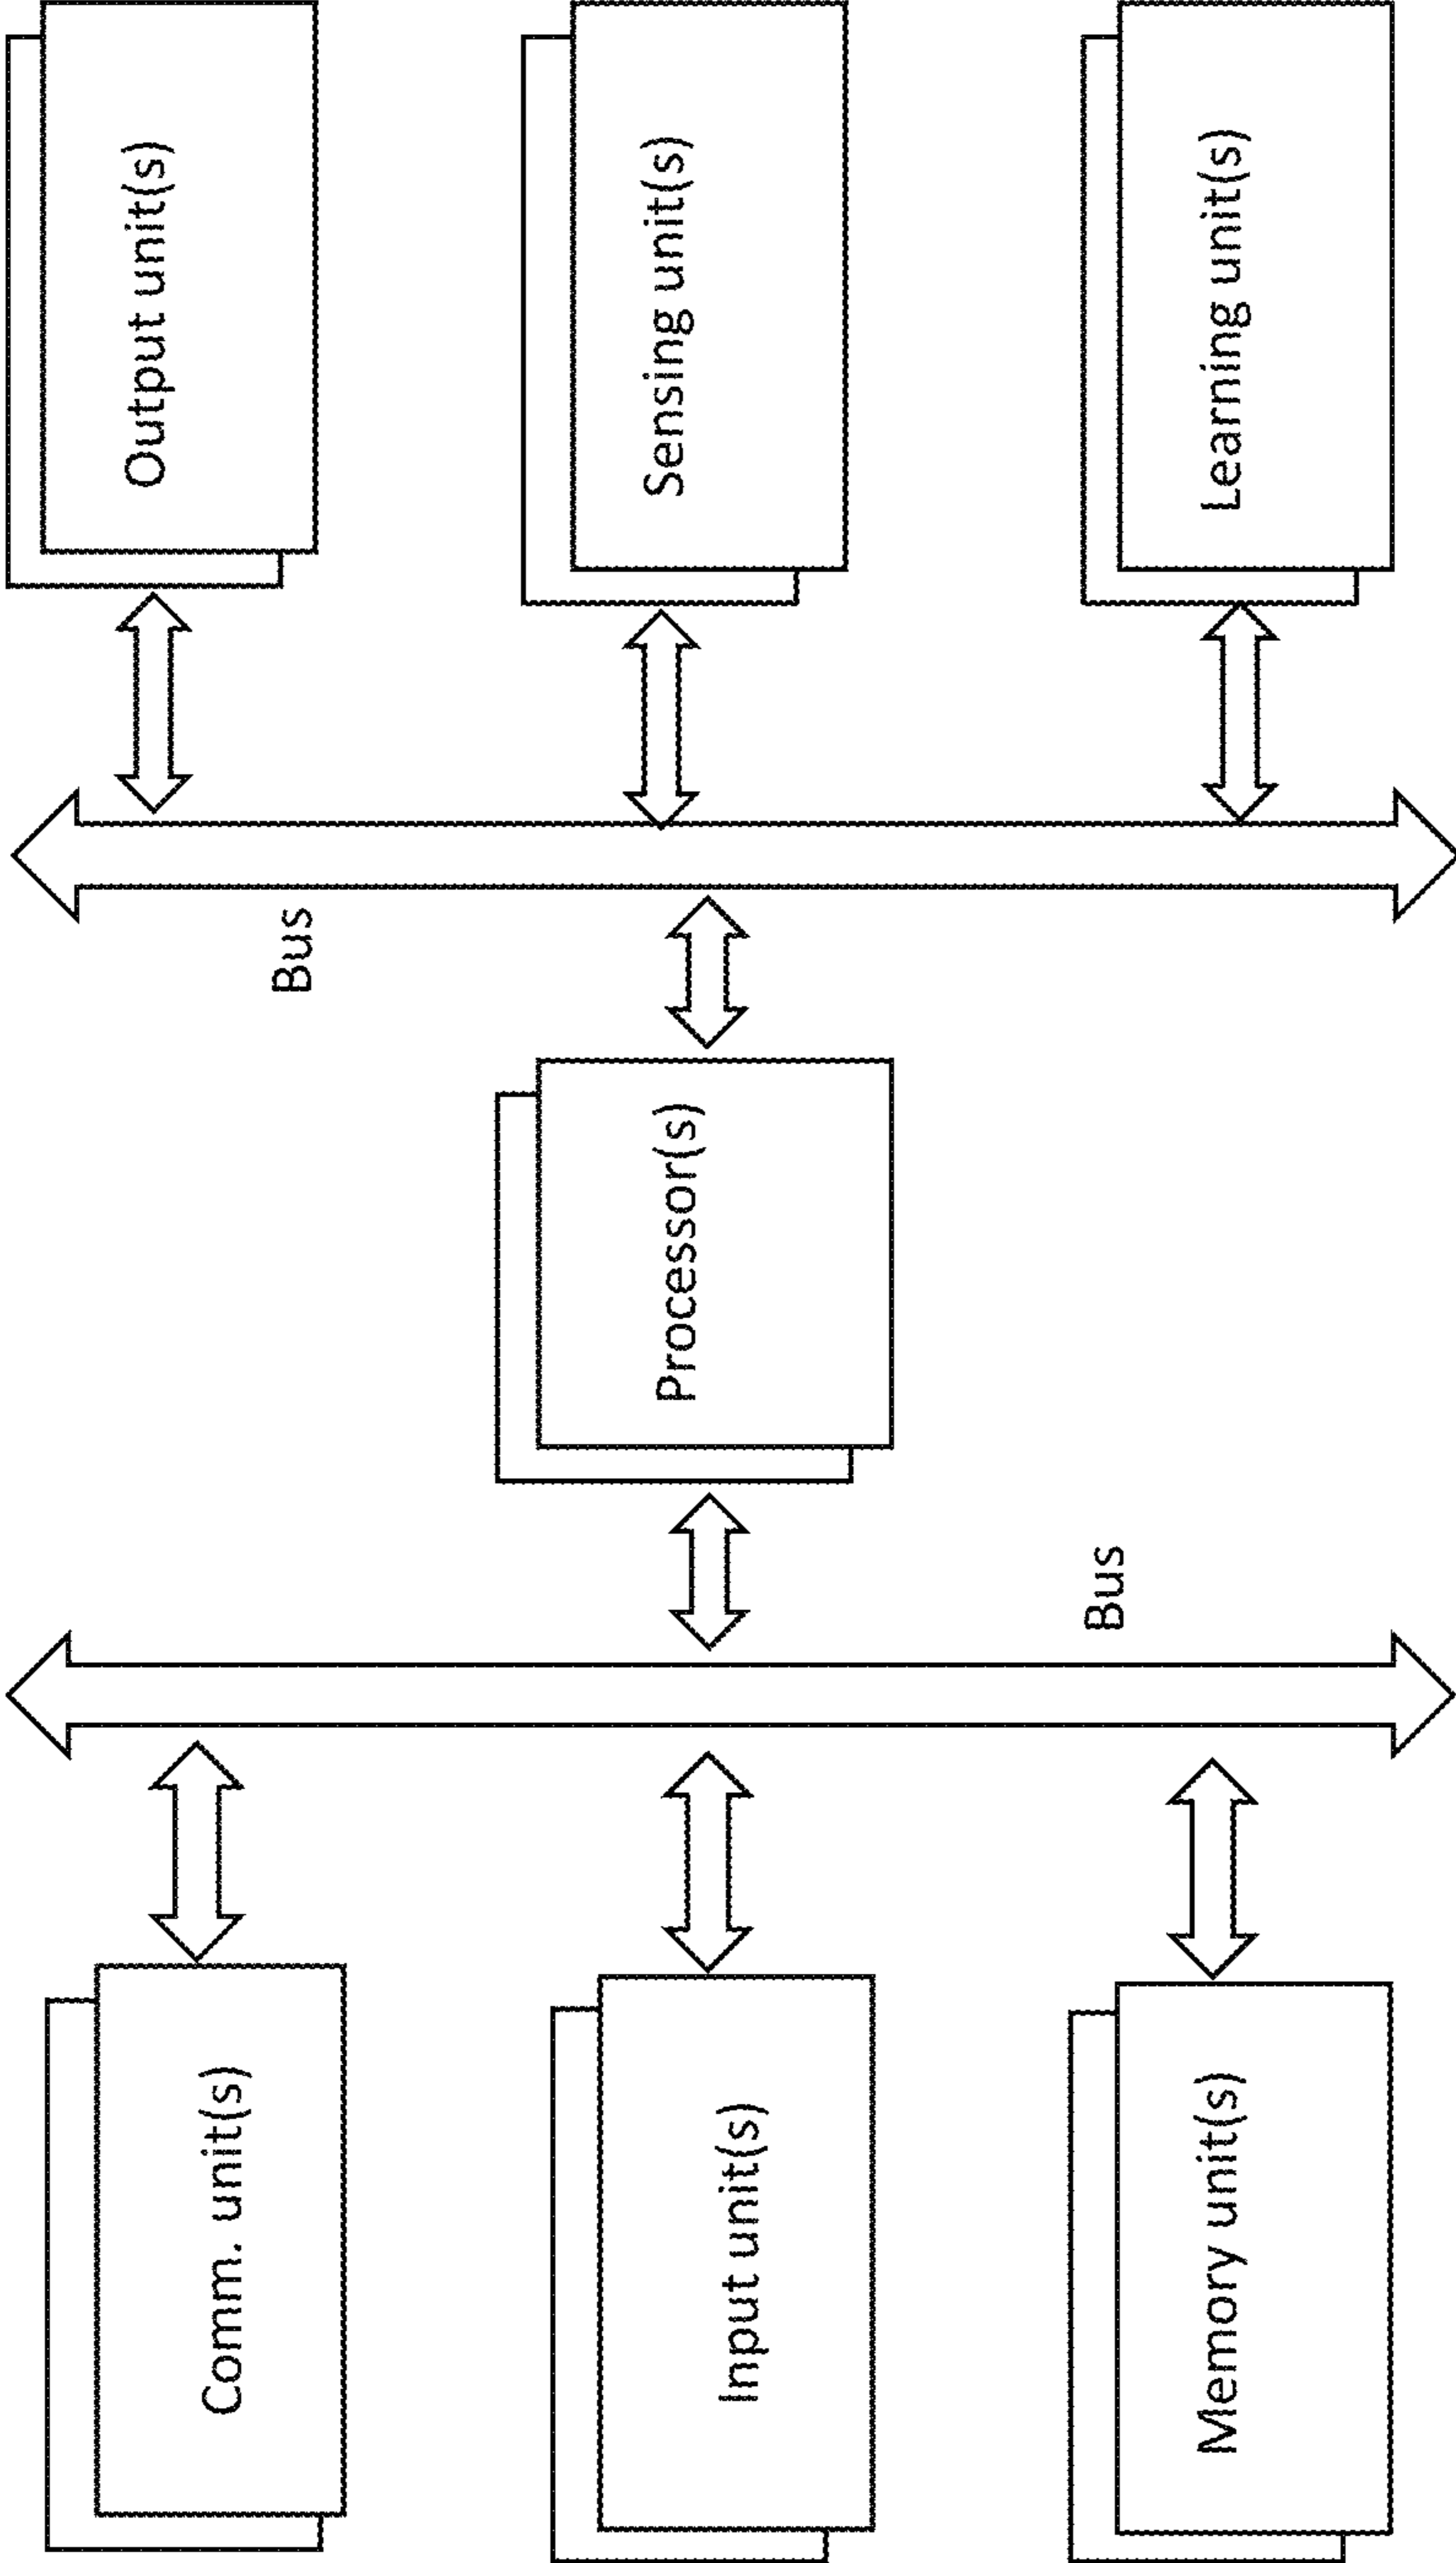 Comm. unit(s)
Input unit(s)
Memory unit(s)
Bus
Processor(s)
Bus
Output unit(s)
Sensing unit(s)
Learning unit(s)